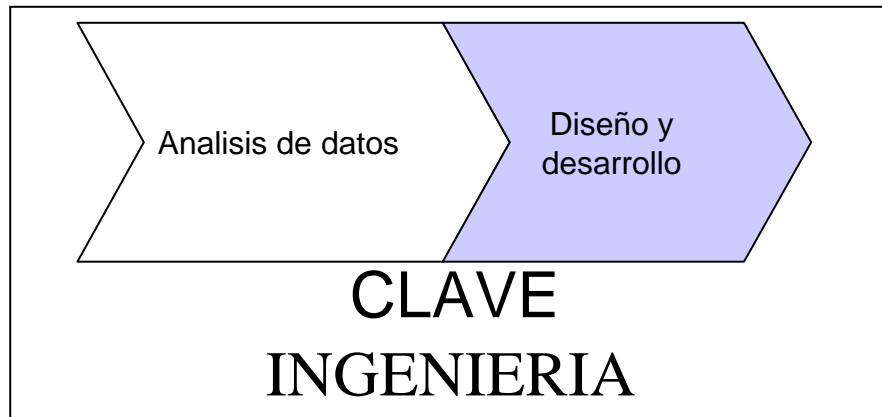 Analisis de datos
Diseño y
desarrollo
CLAVE
INGENIERIA